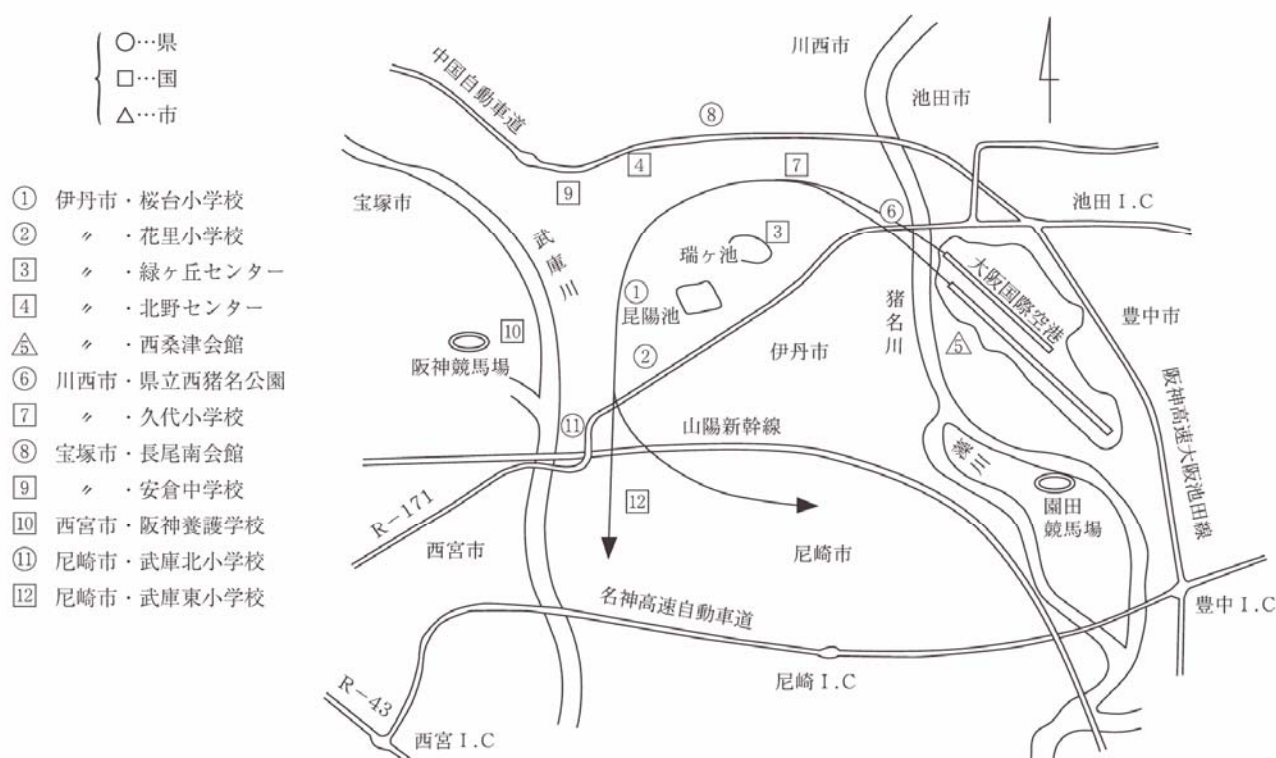 ○…県
□…国
△…市
① 伊丹市・桜台小学校
② 〃 ・花里小学校
3 〃 ・緑ヶ丘センター
4 〃 ・北野センター
5 〃 ・西桑津会館
⑥ 川西市・県立西猪名公園
7 〃 ・久代小学校
⑧ 宝塚市・長尾南会館
9 〃 ・安倉中学校
10 西宮市・阪神養護学校
⑪ 尼崎市・武庫北小学校
12 尼崎市・武庫東小学校
川西市
中国自動車道
池田市
⑧
4
7
9
宝塚市
池田I.C
⑥
武庫川
3
瑞ヶ池
大阪国際空港
①
昆陽池
猪名川
豊中市
10
5
伊丹市
阪神競馬場
②
阪神高速大阪池田線
⑪
山陽新幹線
藻川
12
園田
競馬場
R-171
西宮市
尼崎市
名神高速自動車道
豊中I.C
尼崎I.C
R-43
西宮I.C